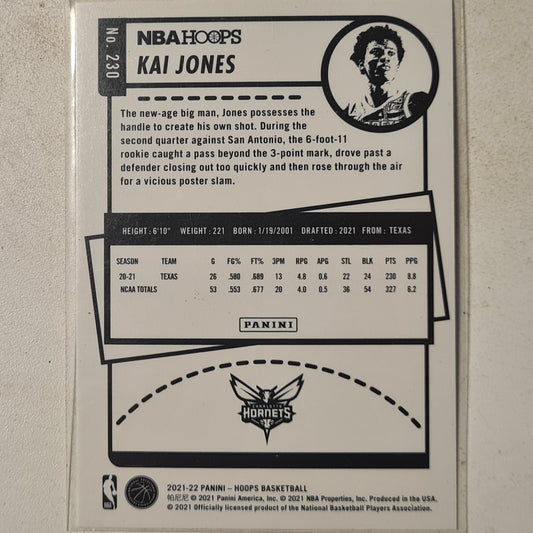 No. 230
NBA HOOPS
KAI JONES
The new-age big man, Jones possesses the
handle to create his own shot. During the
second quarter against San Antonio, the 6-foot-11
rookie caught a pass beyond the 3-point mark, drove past a
defender closing out too quickly and then rose through the air
for a vicious poster slam.
HEIGHT: 6'10" WEIGHT: 221 BORN: 1/19/2001 DRAFTED: 2021 FROM: TEXAS
SEASON TEAM G FG% FT% 3PM RPG APG STL BLK PTS PPG
20-21 TEXAS 26 .580 .689 13 4.8 0.6 22 24 230 8.8
NCAA TOTALS 53 .553 .677 20 4.0 0.5 36 54 327 6.2
PANINI
CHARLOTTE
HORNETS
2021-22 PANINI – HOOPS BASKETBALL
帕尼尼 © 2021 Panini America, Inc. © 2021 NBA Properties, Inc. Produced in the USA.
© 2021 Officially licensed product of the National Basketball Players Association.
NBA